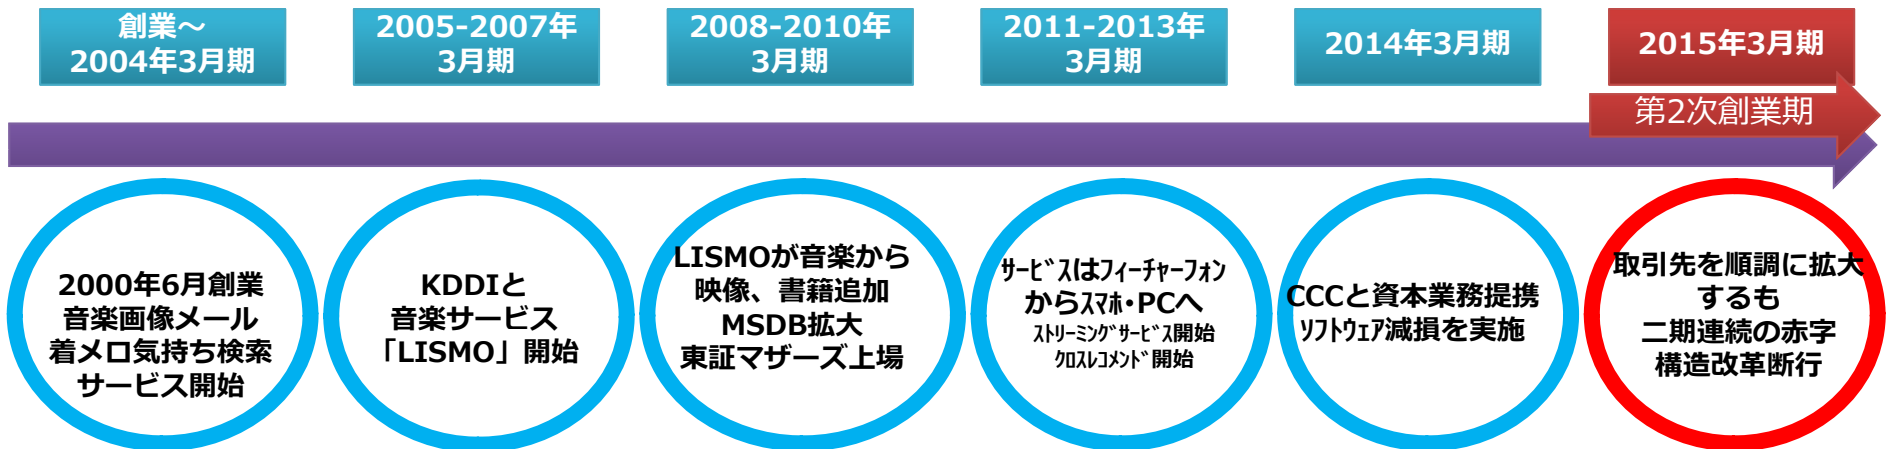 創業～
2004年3月期
2005-2007年
3月期
2008-2010年
3月期
2011-2013年
3月期
2014年3月期
2015年3月期
第2次創業期
2000年6月創業
音楽画像メール
着メロ気持ち検索
サービス開始
KDDIと
音楽サービス
「LISMO」開始
LISMOが音楽から
映像、書籍追加
MSDB拡大
東証マザーズ上場
ｻｰﾋﾞｽはﾌｨｰﾁｬｰﾌｫﾝ
からｽﾏﾎ・PCへ
ｽﾄﾘｰﾐﾝｸﾞｻｰﾋﾞｽ開始
ｸﾛｽﾚｺﾒﾝﾄﾞ開始
CCCと資本業務提携
ｿﾌﾄｳｪｱ減損を実施
取引先を順調に拡大
するも
二期連続の赤字
構造改革断行